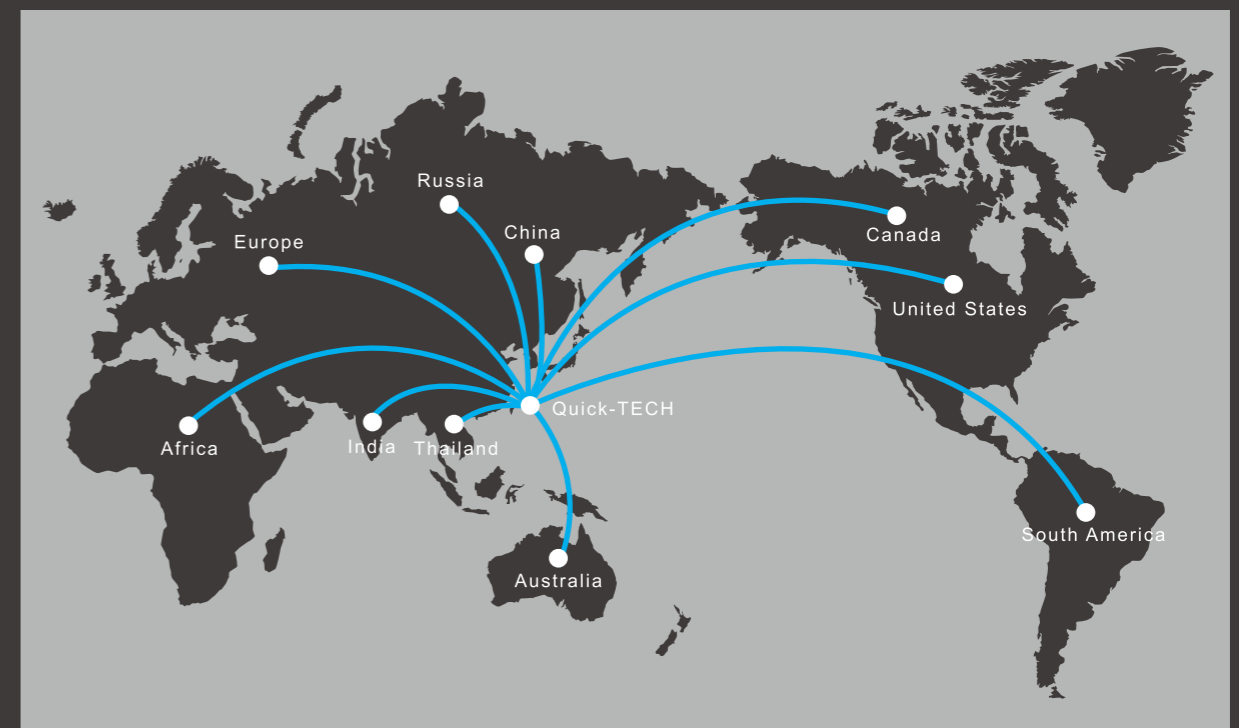 Russia
China
Europe
Canada
United States
Quick-TECH
Africa
India
Thailand
South America
Australia